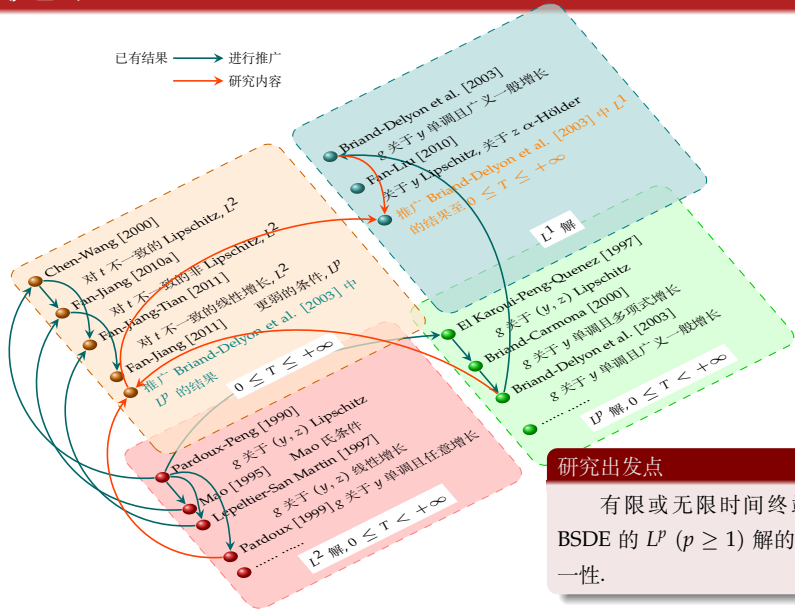 已有结果
进行推广
研究内容
Briand-Delyon et al. [2003]
g 关于 y 单调且广义一般增长
Fan-Liu [2010]
关于 y Lipschitz, 关于 z α-Hölder
推广 Briand-Delyon et al. [2003] 中 L¹
的结果至 0 ≤ T ≤ +∞
L¹ 解
Chen-Wang [2000]
对 t 不一致的 Lipschitz, L²
Fan-Jiang [2010a]
对 t 不一致的非 Lipschitz, L²
Fan-Jiang-Tian [2011]
对 t 不一致的线性增长, L²
Fan-Jiang [2011] 更弱的条件, Lᵖ
推广 Briand-Delyon et al. [2003] 中
Lᵖ 的结果
0 ≤ T ≤ +∞
El Karoui-Peng-Quenez [1997]
g 关于 (y, z) Lipschitz
Briand-Carmona [2000]
g 关于 y 单调且多项式增长
Briand-Delyon et al. [2003]
g 关于 y 单调且广义一般增长
…… ……
Lᵖ 解, 0 ≤ T < +∞
Pardoux-Peng [1990]
g 关于 (y, z) Lipschitz
Mao [1995] Mao 氏条件
Lepeltier-San Martin [1997]
g 关于 (y, z) 线性增长
Pardoux [1999] g 关于 y 单调且任意增长
…… ……
L² 解, 0 ≤ T < +∞
研究出发点
有限或无限时间终
BSDE 的 Lᵖ (p ≥ 1) 解的
一性.